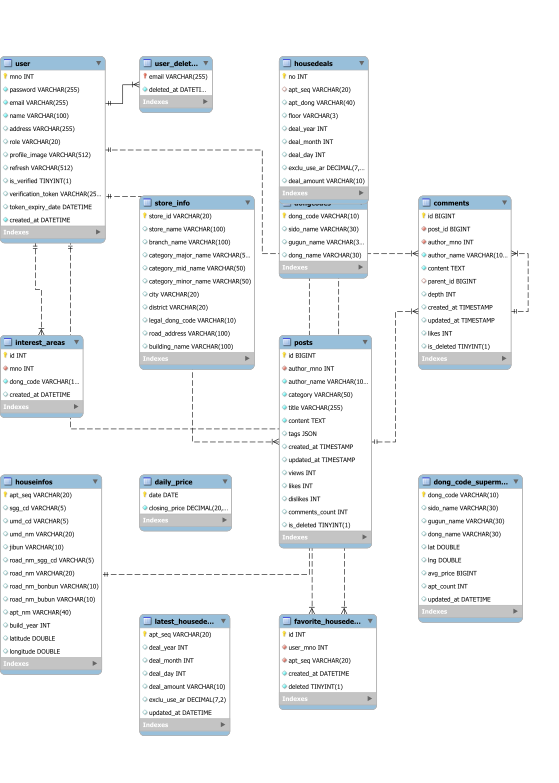 user
mno INT
password VARCHAR(255)
email VARCHAR(255)
name VARCHAR(100)
address VARCHAR(255)
role VARCHAR(20)
profile_image VARCHAR(512)
refresh VARCHAR(512)
is_verified TINYINT(1)
verification_token VARCHAR(25...
token_expiry_date DATETIME
created_at DATETIME
Indexes
user_delet...
email VARCHAR(255)
deleted_at DATETI...
Indexes
housedeals
no INT
apt_seq VARCHAR(20)
apt_dong VARCHAR(40)
floor VARCHAR(3)
deal_year INT
deal_month INT
deal_day INT
exclu_use_ar DECIMAL(7,...
deal_amount VARCHAR(10)
Indexes
store_info
store_id VARCHAR(20)
store_name VARCHAR(100)
branch_name VARCHAR(100)
category_major_name VARCHAR(5...
category_mid_name VARCHAR(50)
category_minor_name VARCHAR(50)
city VARCHAR(20)
district VARCHAR(20)
legal_dong_code VARCHAR(10)
road_address VARCHAR(100)
building_name VARCHAR(100)
Indexes
dongcodes
dong_code VARCHAR(10)
sido_name VARCHAR(30)
gugun_name VARCHAR(3...
dong_name VARCHAR(30)
Indexes
comments
id BIGINT
post_id BIGINT
author_mno INT
author_name VARCHAR(10...
content TEXT
parent_id BIGINT
depth INT
created_at TIMESTAMP
updated_at TIMESTAMP
likes INT
is_deleted TINYINT(1)
Indexes
interest_areas
id INT
mno INT
dong_code VARCHAR(1...
created_at DATETIME
Indexes
posts
id BIGINT
author_mno INT
author_name VARCHAR(10...
category VARCHAR(50)
title VARCHAR(255)
content TEXT
tags JSON
created_at TIMESTAMP
updated_at TIMESTAMP
views INT
likes INT
dislikes INT
comments_count INT
is_deleted TINYINT(1)
Indexes
houseinfos
apt_seq VARCHAR(20)
sgg_cd VARCHAR(5)
umd_cd VARCHAR(5)
umd_nm VARCHAR(20)
jibun VARCHAR(10)
road_nm_sgg_cd VARCHAR(5)
road_nm VARCHAR(20)
road_nm_bonbun VARCHAR(10)
road_nm_bubun VARCHAR(10)
apt_nm VARCHAR(40)
build_year INT
latitude DOUBLE
longitude DOUBLE
Indexes
daily_price
date DATE
closing_price DECIMAL(20,...
Indexes
dong_code_superm...
dong_code VARCHAR(10)
sido_name VARCHAR(30)
gugun_name VARCHAR(30)
dong_name VARCHAR(30)
lat DOUBLE
lng DOUBLE
avg_price BIGINT
apt_count INT
updated_at DATETIME
Indexes
latest_housede...
apt_seq VARCHAR(20)
deal_year INT
deal_month INT
deal_day INT
deal_amount VARCHAR(10)
exclu_use_ar DECIMAL(7,2)
updated_at DATETIME
Indexes
favorite_housede...
id INT
user_mno INT
apt_seq VARCHAR(20)
created_at DATETIME
deleted TINYINT(1)
Indexes